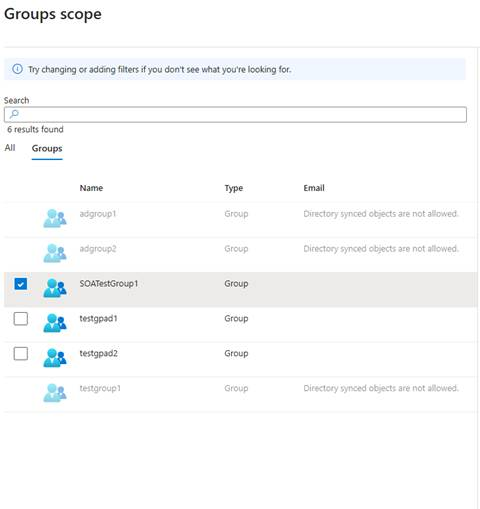 Groups scope
Try changing or adding filters if you don't see what you're looking for.
Search
6 results found
All Groups
Name Type Email
adgroup1 Group Directory synced objects are not allowed.
adgroup2 Group Directory synced objects are not allowed.
SOATestGroup1 Group
testgpad1 Group
testgpad2 Group
testgroup1 Group Directory synced objects are not allowed.